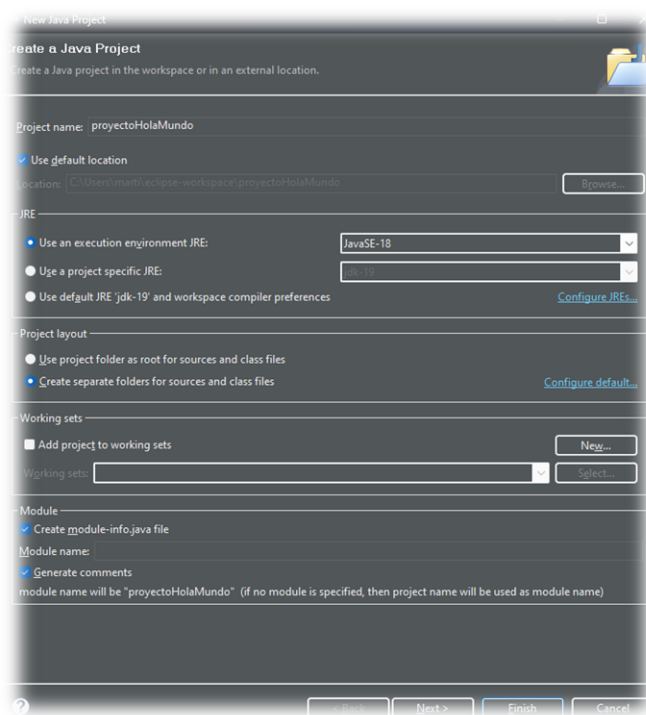 New Java Project
Create a Java Project
Create a Java project in the workspace or in an external location.
Project name: proyectoHolaMundo
Use default location
Location: C:\Users\marti\eclipse-workspace\proyectoHolaMundo Browse...
JRE
Use an execution environment JRE: JavaSE-18
Use a project specific JRE: jdk-19
Use default JRE 'jdk-19' and workspace compiler preferences Configure JREs...
Project layout
Use project folder as root for sources and class files
Create separate folders for sources and class files Configure default...
Working sets
Add project to working sets New...
Working sets: Select...
Module
Create module-info.java file
Module name:
Generate comments
module name will be "proyectoHolaMundo" (if no module is specified, then project name will be used as module name)
? < Back Next > Finish Cancel